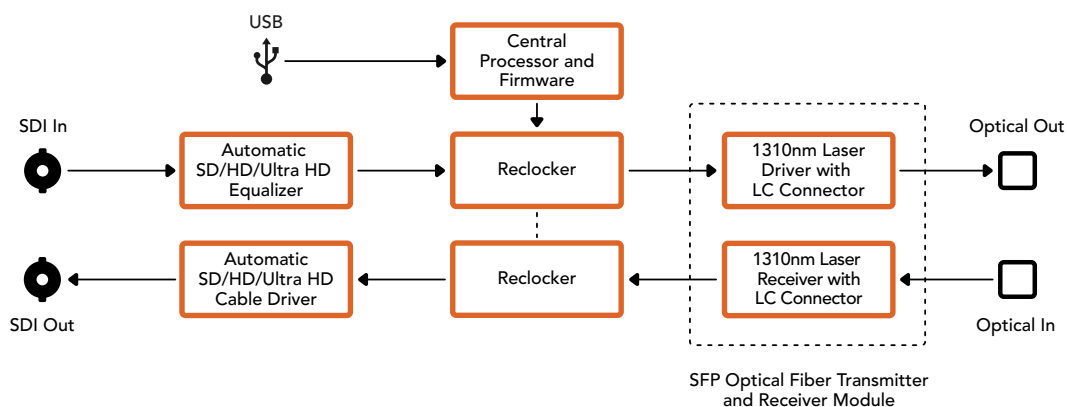 USB
Central
Processor and
Firmware
SDI In
Automatic
SD/HD/Ultra HD
Equalizer
Reclocker
1310nm Laser
Driver with
LC Connector
Optical Out
Automatic
SD/HD/Ultra HD
Cable Driver
Reclocker
1310nm Laser
Receiver with
LC Connector
SDI Out
Optical In
SFP Optical Fiber Transmitter
and Receiver Module